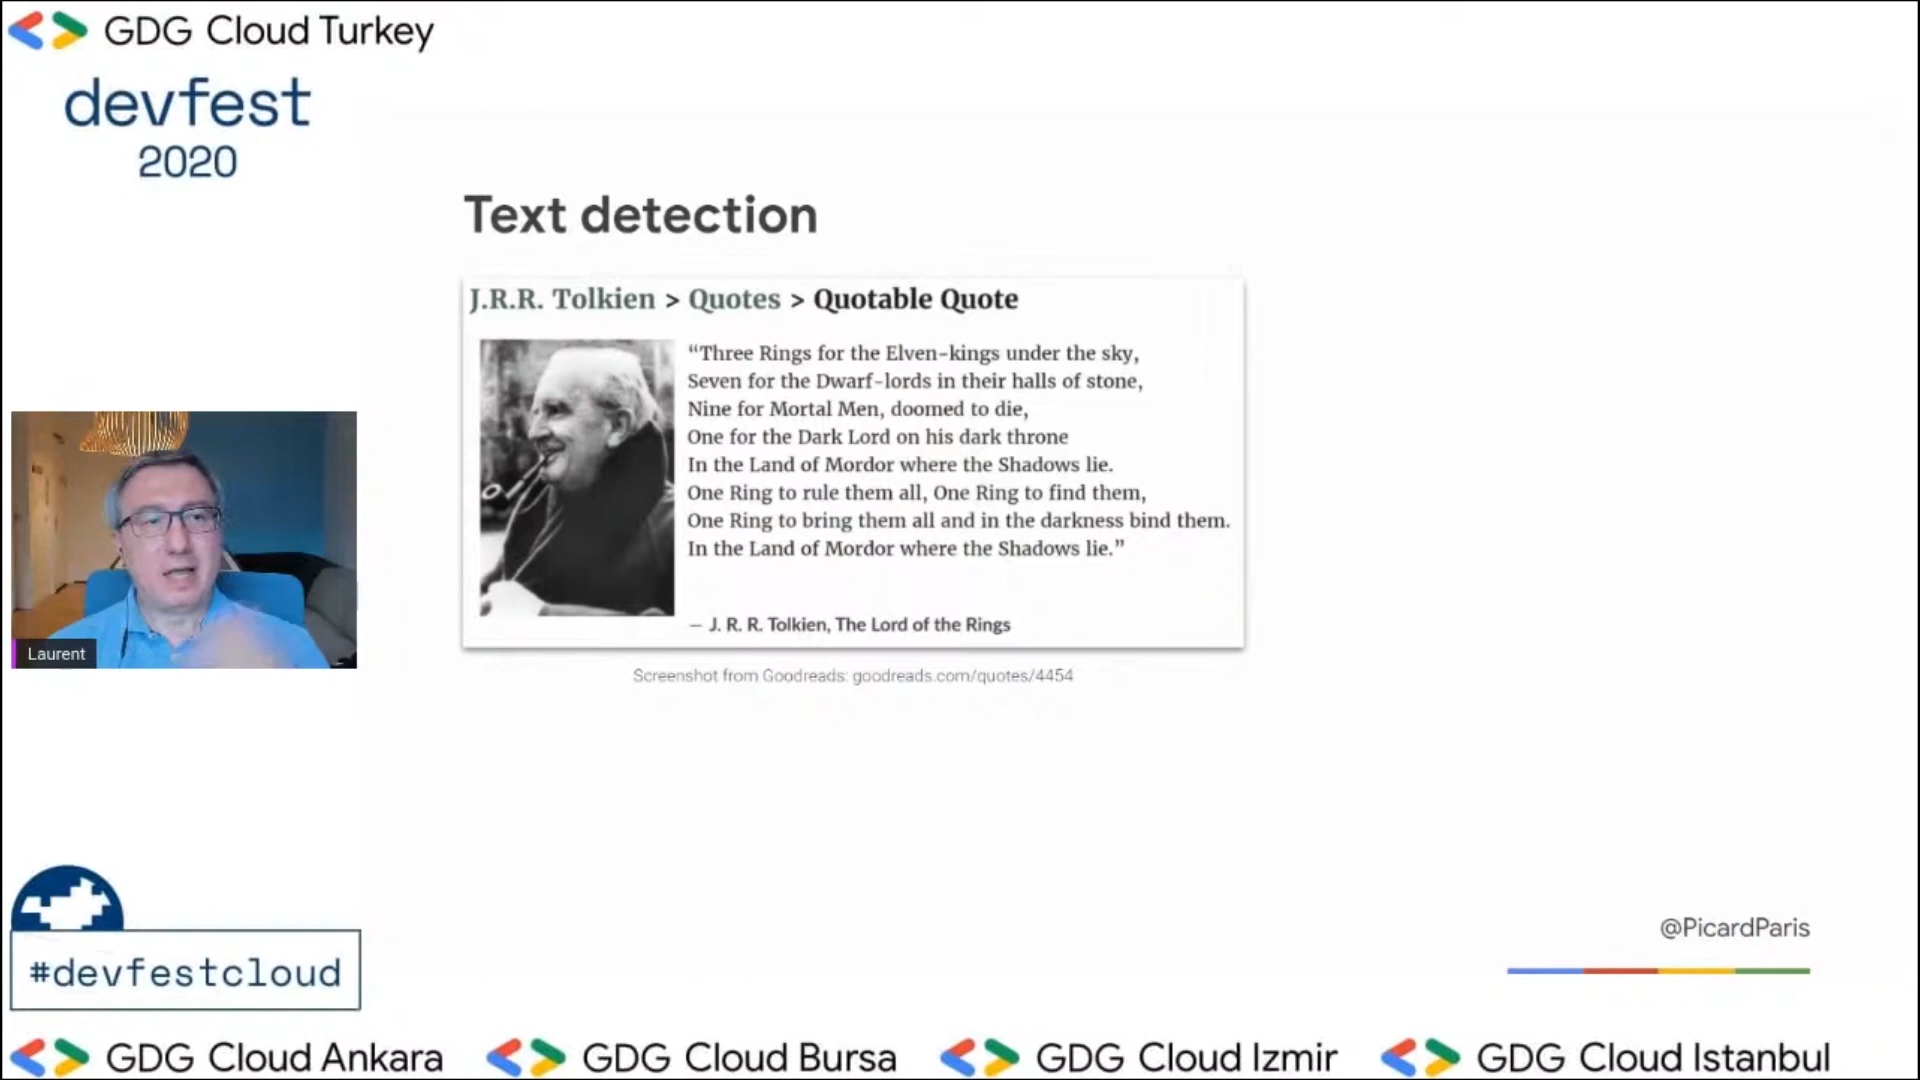 GDG Cloud Turkey
devfest
2020
Text detection
J.R.R. Tolkien > Quotes > Quotable Quote
“Three Rings for the Elven-kings under the sky,
Seven for the Dwarf-lords in their halls of stone,
Nine for Mortal Men, doomed to die,
One for the Dark Lord on his dark throne
In the Land of Mordor where the Shadows lie.
One Ring to rule them all, One Ring to find them,
One Ring to bring them all and in the darkness bind them.
In the Land of Mordor where the Shadows lie.”
— J. R. R. Tolkien, The Lord of the Rings
Screenshot from Goodreads: goodreads.com/quotes/4454
Laurent
@PicardParis
#devfestcloud
GDG Cloud Ankara
GDG Cloud Bursa
GDG Cloud Izmir
GDG Cloud Istanbul